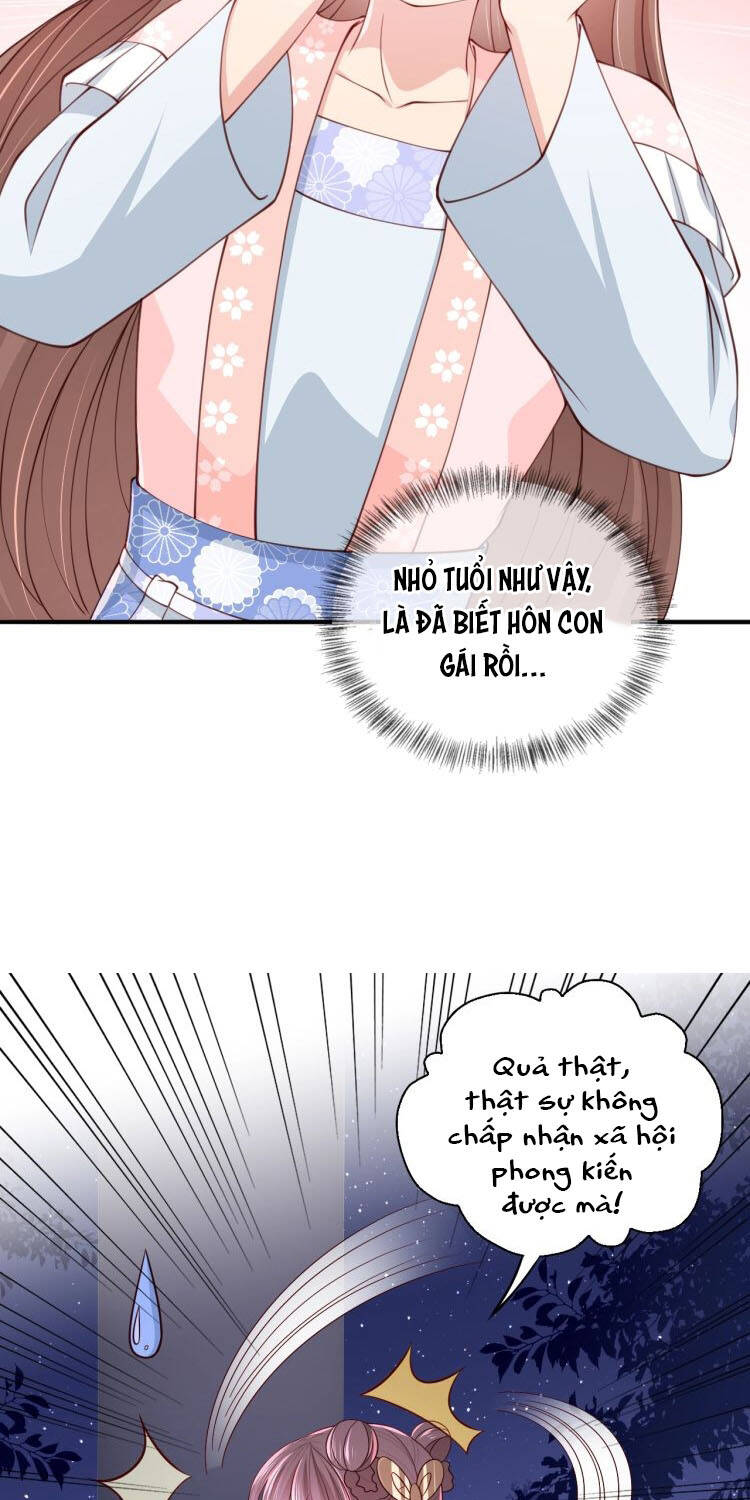 NHỎ TUỔI NHƯ VẬY,
LÀ ĐÃ BIẾT HÔN CON
GÁI RỒI...
Quả thật,
thật sự không
chấp nhận xã hội
phong kiến
được mà!